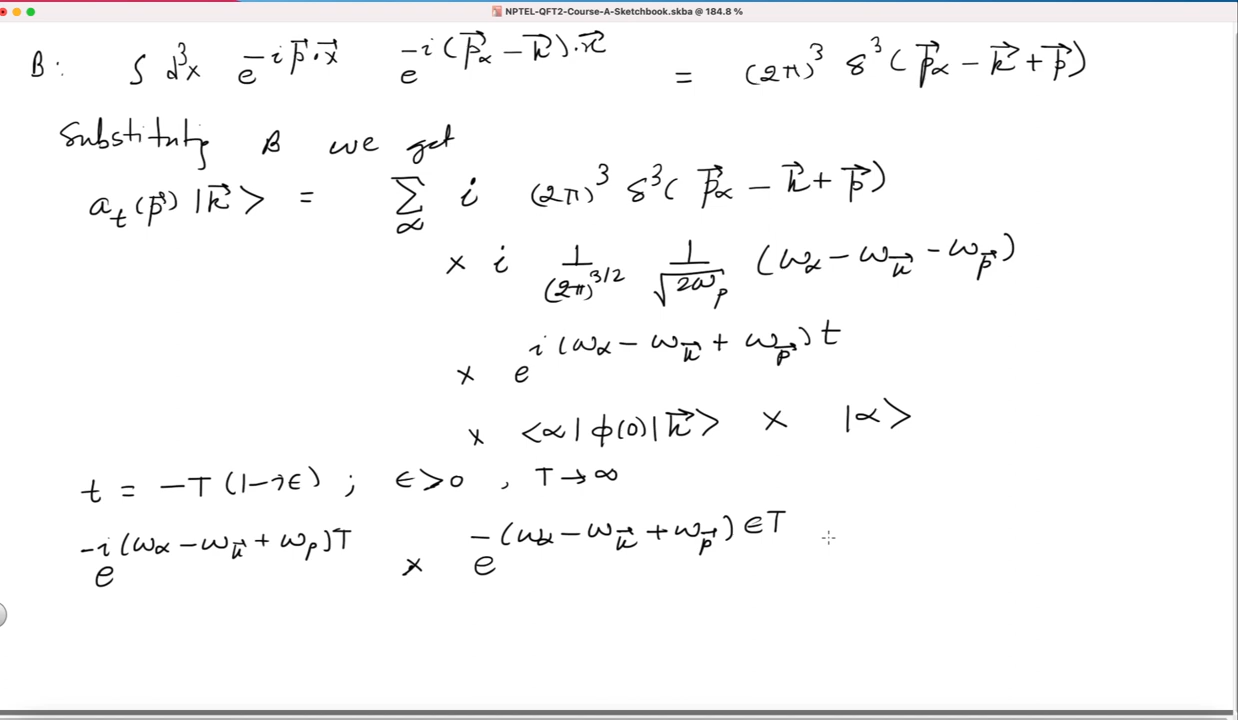 NPTEL-QFT2-Course-A-Sketchbook.skba @ 184.8 %
B: ∫ d³x e^{-i p⃗·x⃗} e^{-i(p⃗_α - k⃗)·x⃗} = (2π)³ δ³(p⃗_α - k⃗ + p⃗)
Substituting B we get
a_t(p⃗) |k⃗> = ∑_α i (2π)³ δ³(p⃗_α - k⃗ + p⃗)
× i 1/(2π)^{3/2} 1/√(2ω_p) (ω_α - ω_k⃗ - ω_p⃗)
× e^{i(ω_α - ω_k⃗ + ω_p⃗)t}
× <α|φ(0)|k⃗> × |α>
t = -T(1-iϵ) ; ϵ>0 , T→∞
e^{-i(ω_α - ω_k⃗ + ω_p)T} × e^{-(ω_α - ω_k⃗ + ω_p⃗)ϵT}